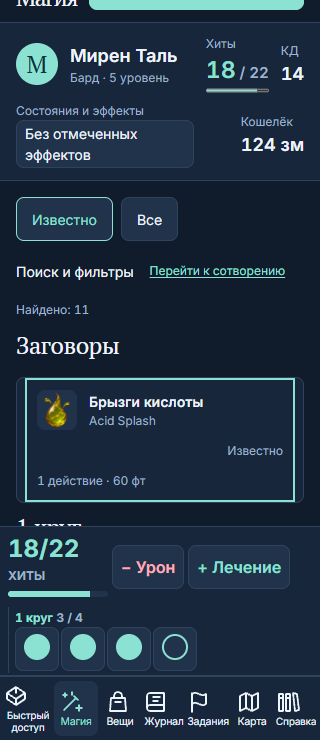 Магия
М
Мирен Таль
Бард · 5 уровень
Хиты
18 / 22
КД
14
Состояния и эффекты
Без отмеченных
эффектов
Кошелёк
124 зм
Известно
Все
Поиск и фильтры
Перейти к сотворению
Найдено: 11
Заговоры
Брызги кислоты
Acid Splash
Известно
1 действие · 60 фт
1 круг
18/22
ХИТЫ
− Урон
+ Лечение
1 круг 3 / 4
Быстрый
доступ
Магия
Вещи
Журнал
Задания
Карта
Справка